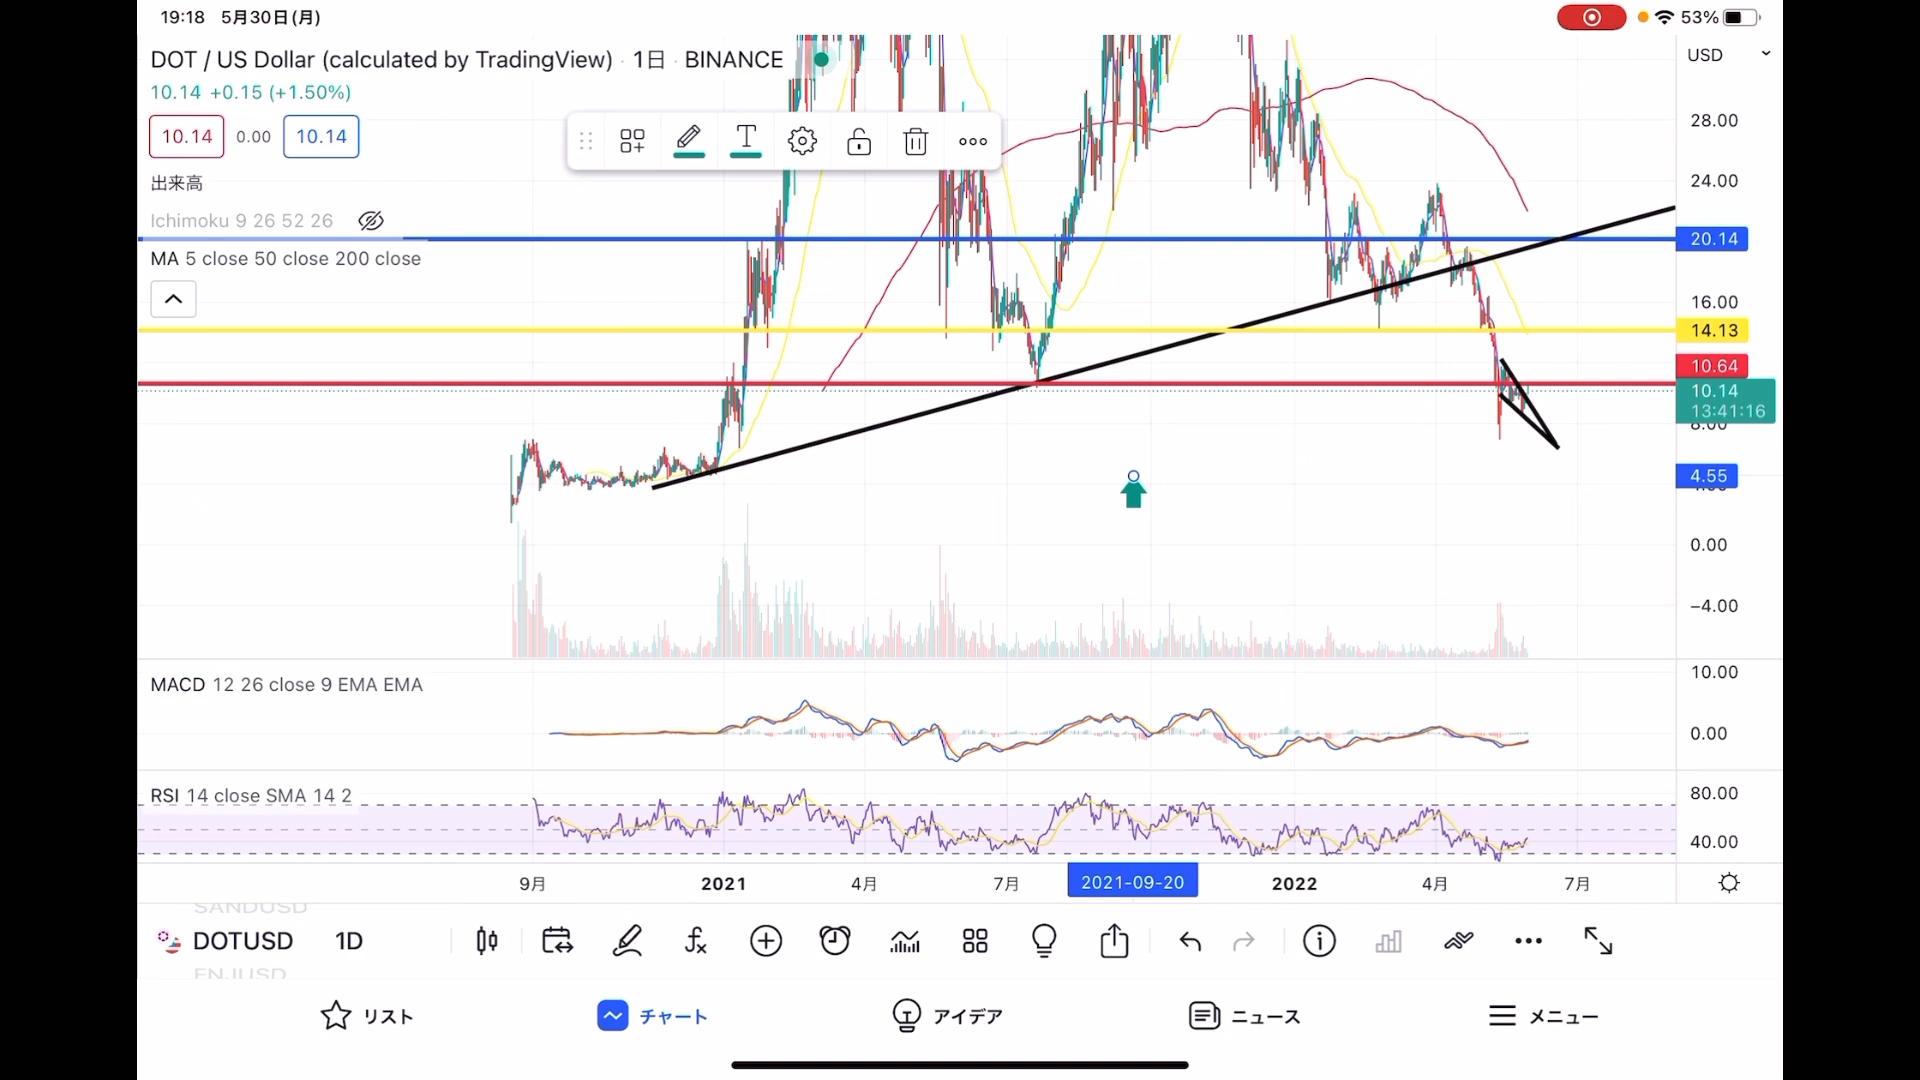 19:18 5月30日(月)
53%
DOT / US Dollar (calculated by TradingView) · 1日 · BINANCE
USD
10.14 +0.15 (+1.50%)
10.14 0.00 10.14
T
出来高
Ichimoku 9 26 52 26
MA 5 close 50 close 200 close
28.00
24.00
20.14
16.00
14.13
10.64
10.14
13:41:16
8.00
4.55
0.00
−4.00
MACD 12 26 close 9 EMA EMA
10.00
0.00
RSI 14 close SMA 14 2
80.00
40.00
9月 2021 4月 7月 2021-09-20 2022 4月 7月
SANDUSD
DOTUSD 1D
ENJUSD
リスト チャート アイデア ニュース メニュー